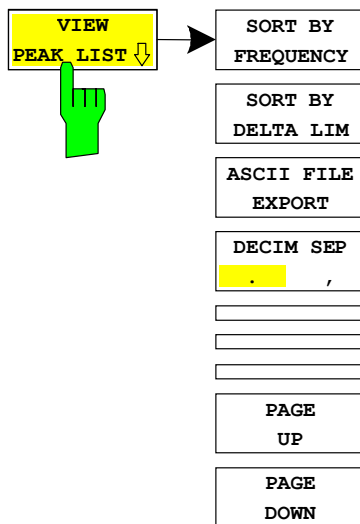 VIEW
PEAK LIST
SORT BY
FREQUENCY
SORT BY
DELTA LIM
ASCII FILE
EXPORT
DECIM SEP
. ,
PAGE
UP
PAGE
DOWN